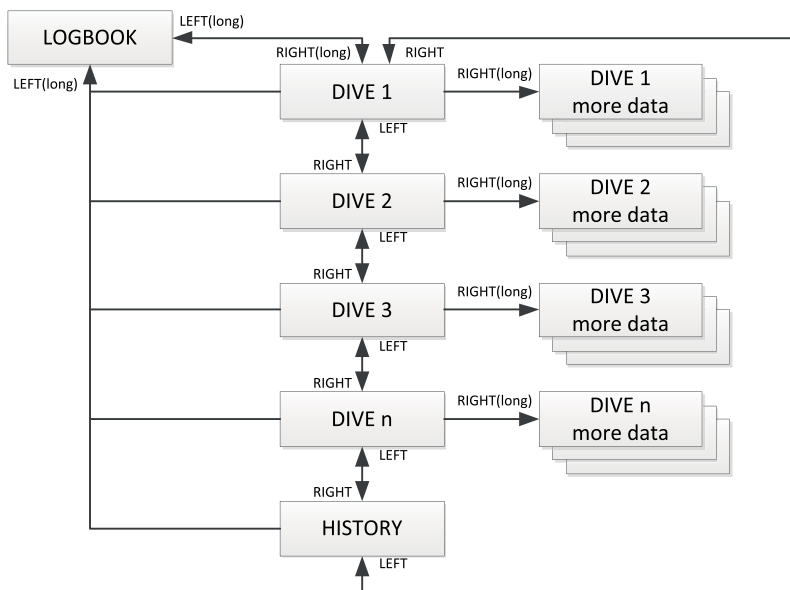 LEFT(long)
LOGBOOK
RIGHT(long)
RIGHT
LEFT(long)
DIVE 1
RIGHT(long)
DIVE 1
more data
LEFT
RIGHT
DIVE 2
RIGHT(long)
DIVE 2
more data
LEFT
RIGHT
DIVE 3
RIGHT(long)
DIVE 3
more data
LEFT
RIGHT
DIVE n
RIGHT(long)
DIVE n
more data
LEFT
RIGHT
HISTORY
LEFT